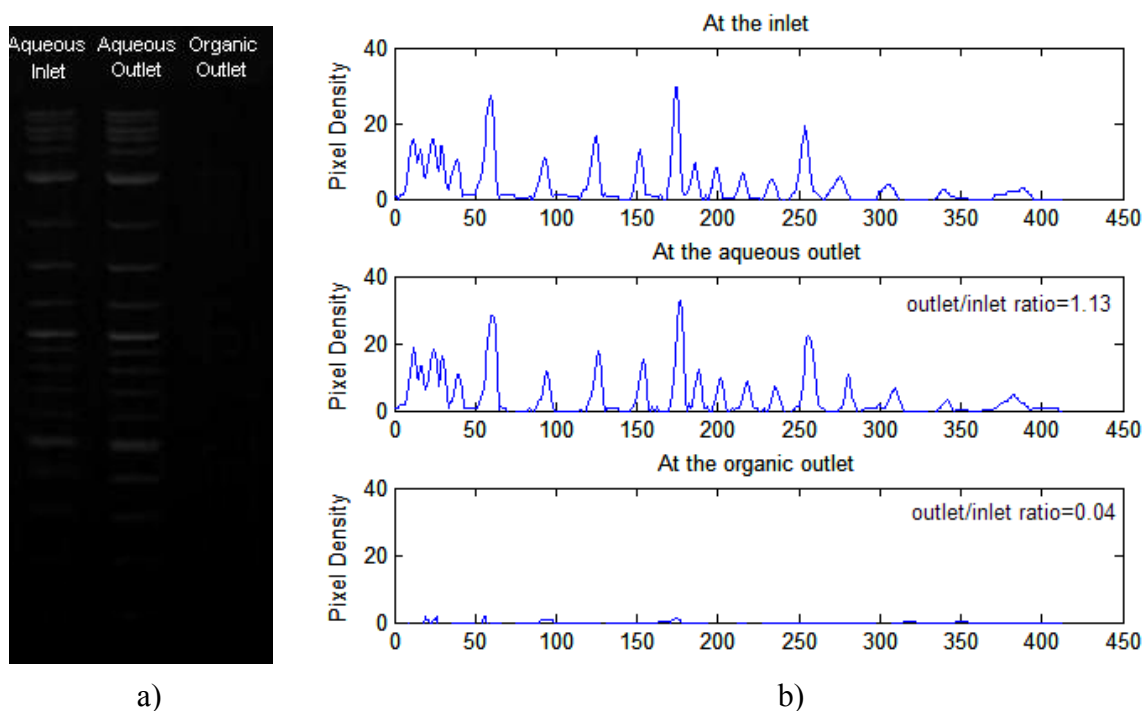 Aqueous Aqueous Organic
Inlet Outlet Outlet
a)
At the inlet
Pixel Density
40
20
0
0 50 100 150 200 250 300 350 400 450
At the aqueous outlet
outlet/inlet ratio=1.13
Pixel Density
40
20
0
0 50 100 150 200 250 300 350 400 450
At the organic outlet
outlet/inlet ratio=0.04
Pixel Density
40
20
0
0 50 100 150 200 250 300 350 400 450
b)